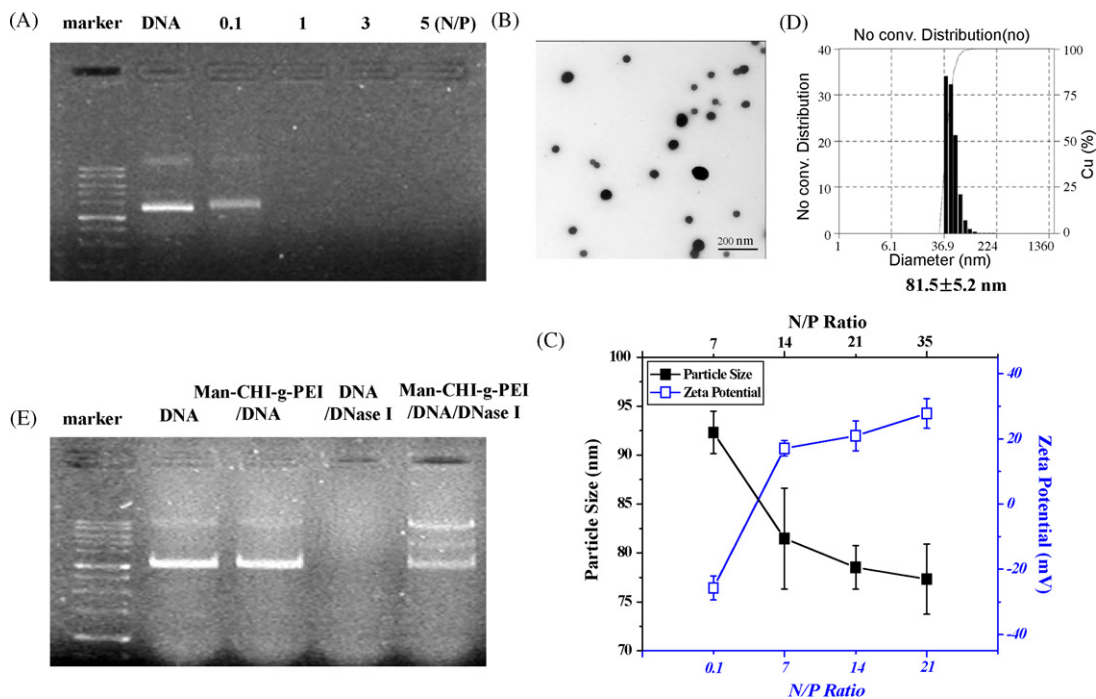 (A)
marker DNA 0.1 1 3 5 (N/P)
(B)
200 nm
(D)
No conv. Distribution(no)
40
30
20
10
0
No conv. Distribution
100
75
50
25
0
Cu (%)
1 6.1 36.9 224 1360
Diameter (nm)
81.5±5.2 nm
(E)
marker
DNA
Man-CHI-g-PEI
/DNA
DNA
/DNase I
Man-CHI-g-PEI
/DNA/DNase I
(C)
N/P Ratio
7 14 21 35
100
95
90
85
80
75
70
Particle Size (nm)
Particle Size
Zeta Potential
40
20
0
-20
-40
Zeta Potential (mV)
0.1 7 14 21
N/P Ratio